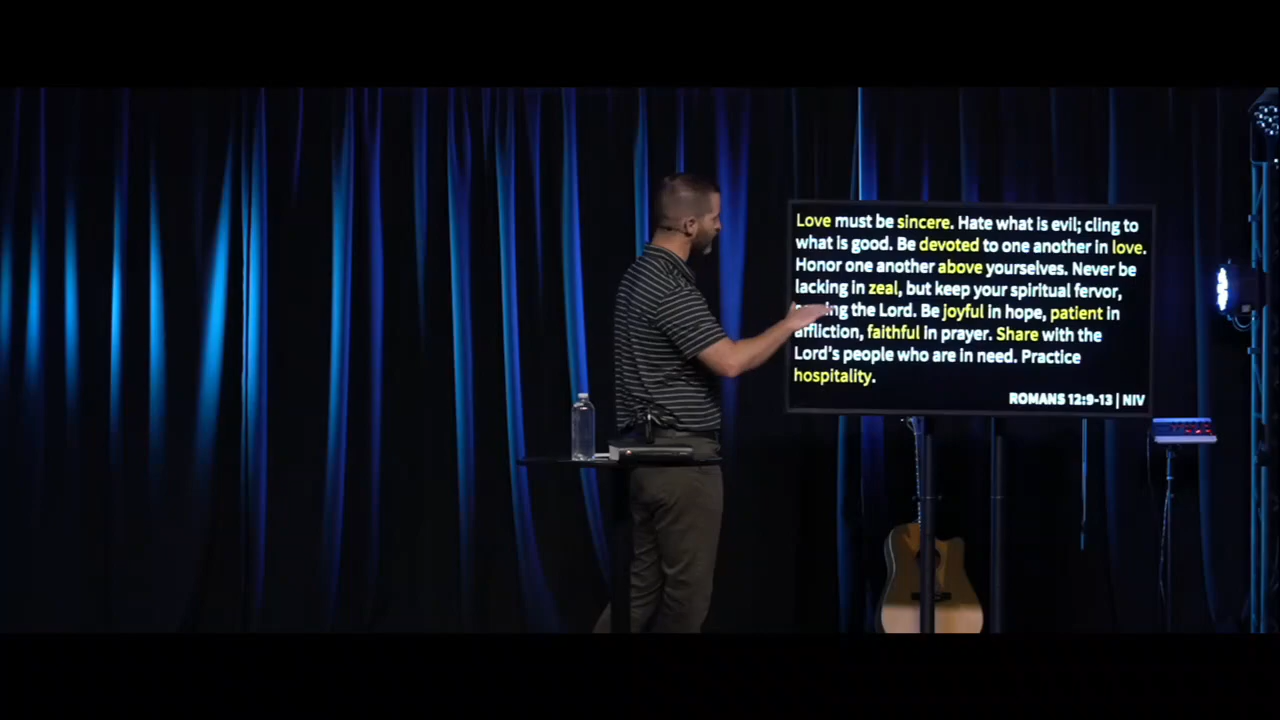 Love must be sincere. Hate what is evil; cling to
what is good. Be devoted to one another in love.
Honor one another above yourselves. Never be
lacking in zeal, but keep your spiritual fervor,
the Lord. Be joyful in hope, patient in
affliction, faithful in prayer. Share with the
Lord's people who are in need. Practice
hospitality.
ROMANS 12:9-13 | NIV